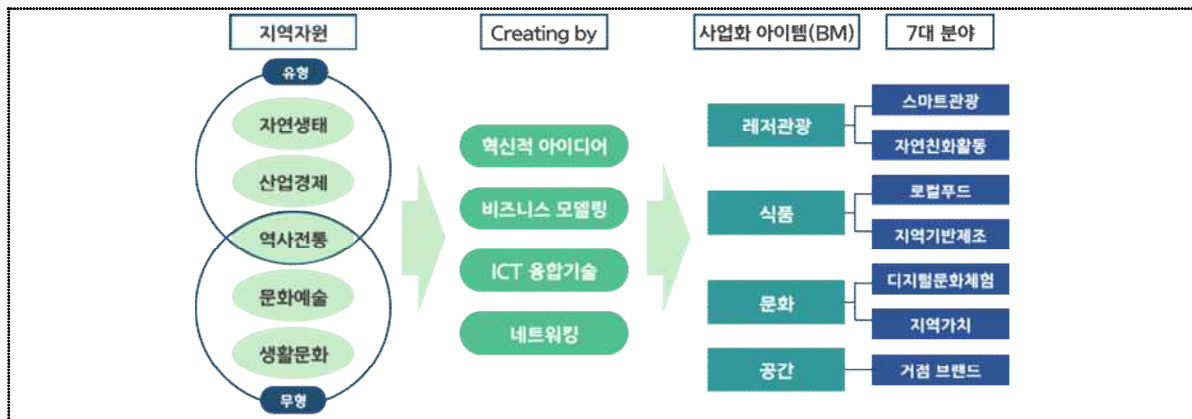 지역자원
유형
자연생태
산업경제
역사전통
문화예술
생활문화
무형
Creating by
혁신적 아이디어
비즈니스 모델링
ICT 융합기술
네트워킹
사업화 아이템(BM)
7대 분야
레저관광
스마트관광
자연친화활동
식품
로컬푸드
지역기반제조
문화
디지털문화체험
지역가치
공간
거점 브랜드